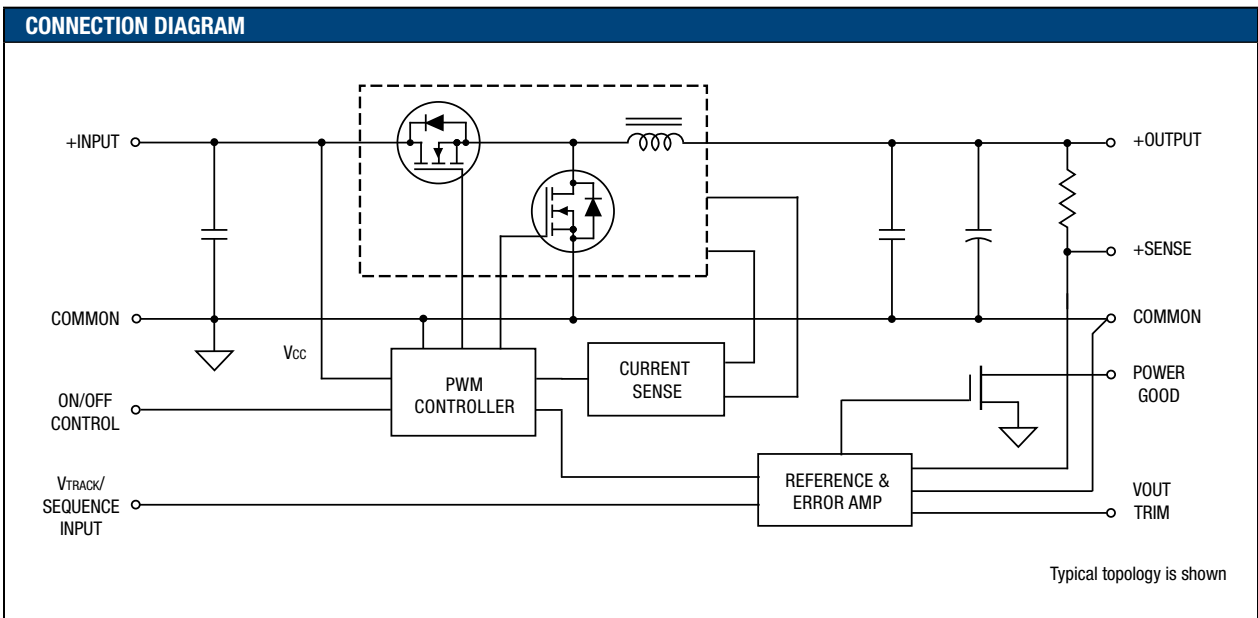 CONNECTION DIAGRAM
+INPUT
+OUTPUT
+SENSE
COMMON
COMMON
VCC
PWM
CONTROLLER
CURRENT
SENSE
POWER
GOOD
ON/OFF
CONTROL
REFERENCE &
ERROR AMP
VTRACK/
SEQUENCE
INPUT
VOUT
TRIM
Typical topology is shown